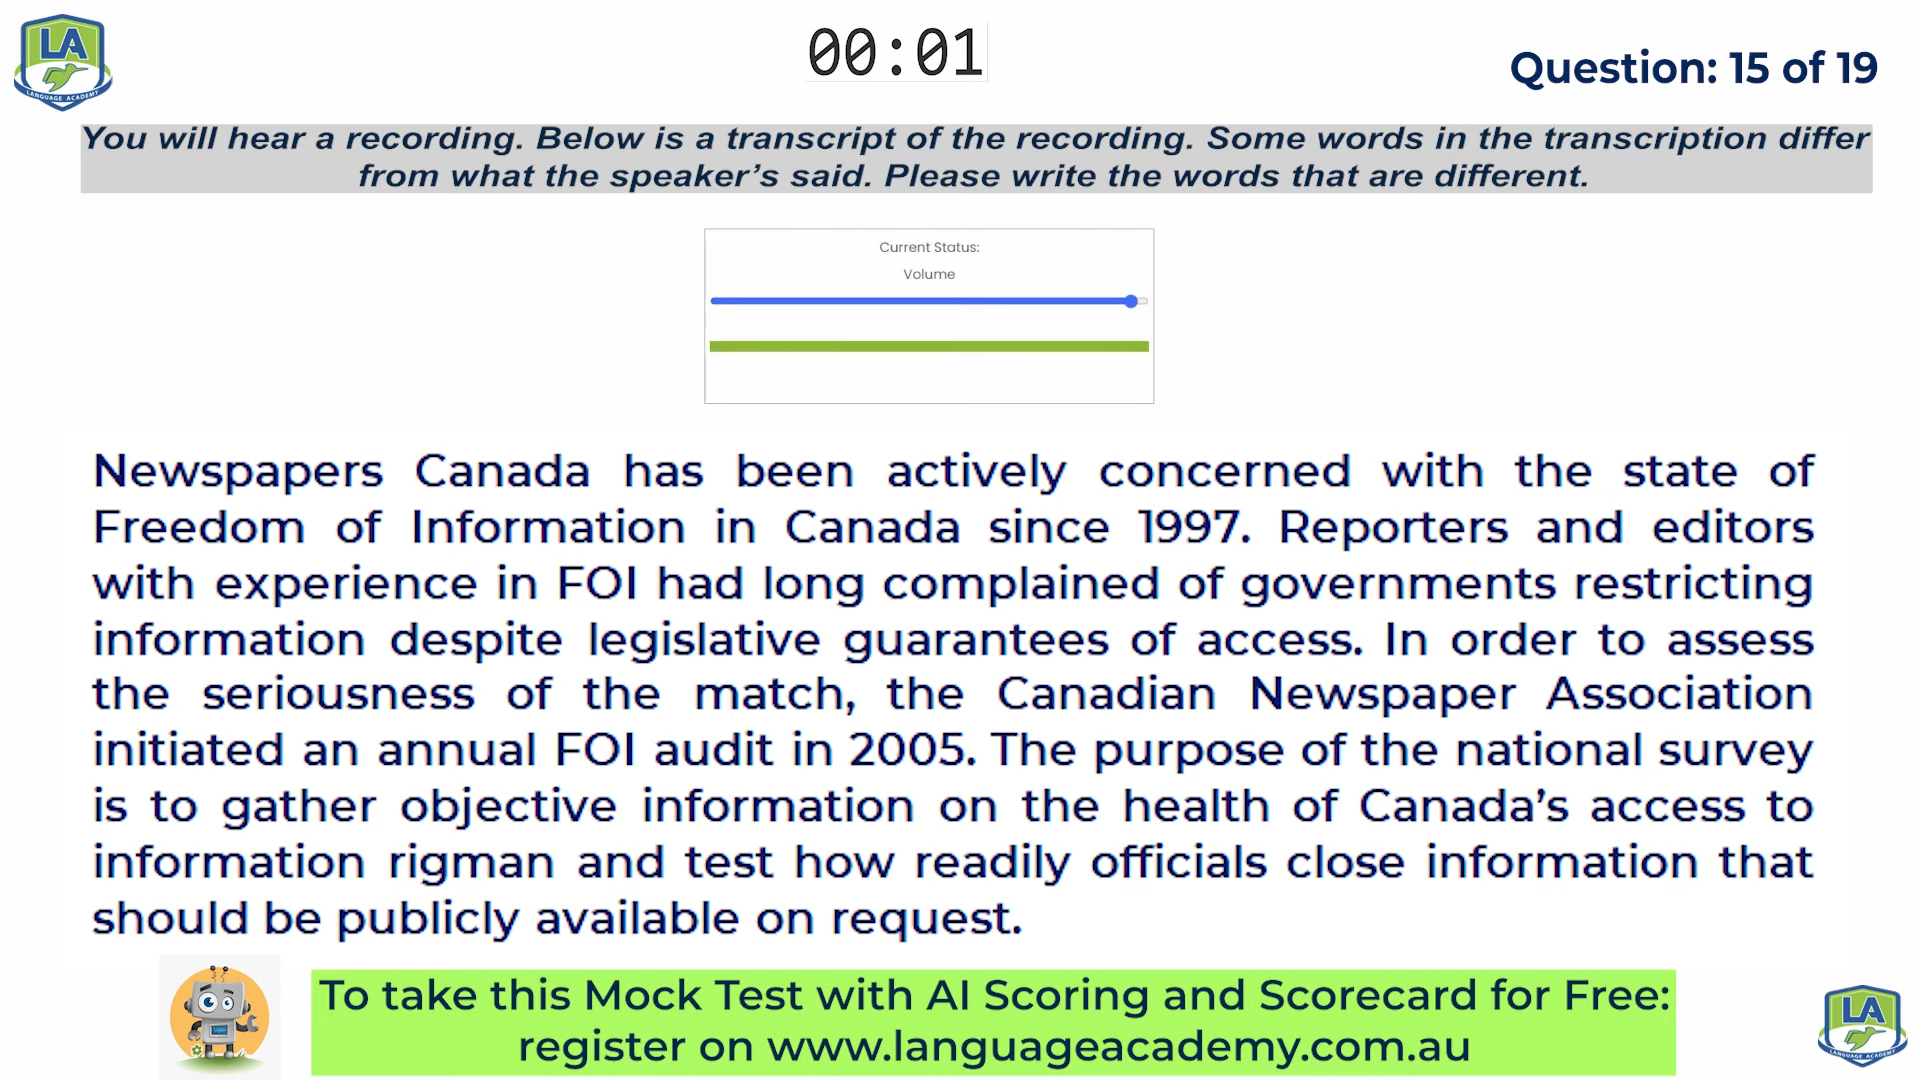 LA
LANGUAGE ACADEMY
00:01
Question: 15 of 19
You will hear a recording. Below is a transcript of the recording. Some words in the transcription differ
from what the speaker's said. Please write the words that are different.
Current Status:
Volume
Newspapers Canada has been actively concerned with the state of
Freedom of Information in Canada since 1997. Reporters and editors
with experience in FOI had long complained of governments restricting
information despite legislative guarantees of access. In order to assess
the seriousness of the match, the Canadian Newspaper Association
initiated an annual FOI audit in 2005. The purpose of the national survey
is to gather objective information on the health of Canada's access to
information rigman and test how readily officials close information that
should be publicly available on request.
To take this Mock Test with AI Scoring and Scorecard for Free:
register on www.languageacademy.com.au
LA
LANGUAGE ACADEMY